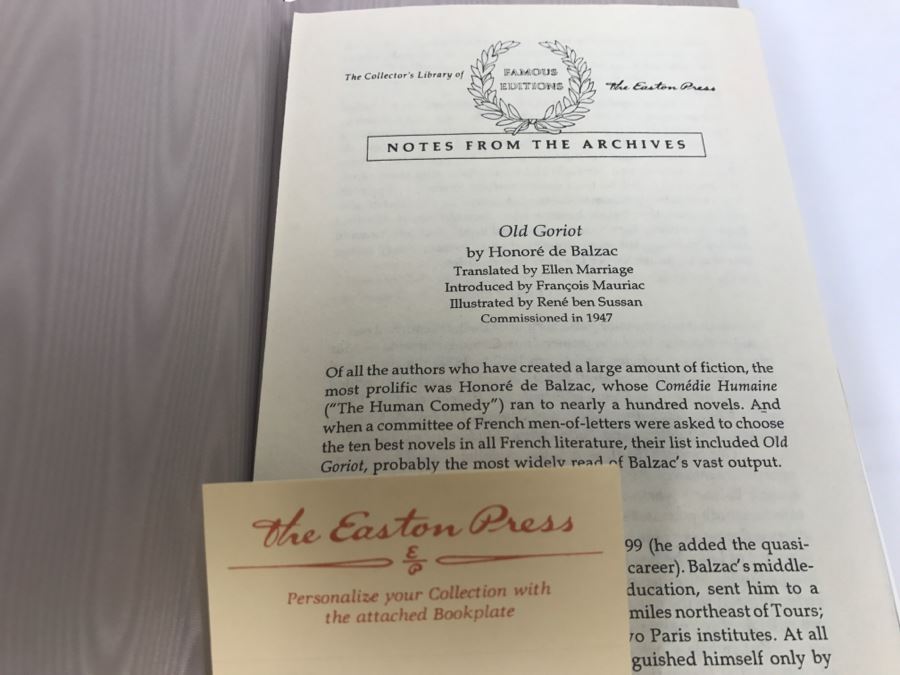 The Collector's Library of
FAMOUS
EDITIONS
The Easton Press
NOTES FROM THE ARCHIVES
Old Goriot
by Honoré de Balzac
Translated by Ellen Marriage
Introduced by François Mauriac
Illustrated by René ben Sussan
Commissioned in 1947
Of all the authors who have created a large amount of fiction, the
most prolific was Honoré de Balzac, whose Comédie Humaine
("The Human Comedy") ran to nearly a hundred novels. And
when a committee of French men-of-letters were asked to choose
the ten best novels in all French literature, their list included Old
Goriot, probably the most widely read of Balzac's vast output.
99 (he added the quasi-
career). Balzac's middle-
ducation, sent him to a
miles northeast of Tours;
o Paris institutes. At all
guished himself only by
The Easton Press
E
P
Personalize your Collection with
the attached Bookplate